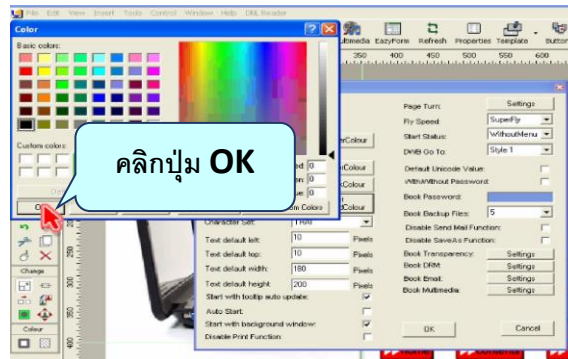 File Edit View Insert Tools Control Window Help DNL Reader
Color
Basic colors:
Custom colors:
คลิกปุ่ม OK
EasyForm Refresh Properties Template Button
350 400 450 500 550 600
Page Turn: Settings
Fly Speed: SuperFly
Start Status: WithoutMenu
DWB Go To: Style 1
Default Unicode Value:
With/Without Password:
Book Password:
Book Backup Files: 5
Disable Send Mail Function:
Disable SaveAs Function:
Book Transparency: Settings
Book DRM: Settings
Book Email: Settings
Book Multimedia: Settings
OK Cancel
Character Set:
Text default left: 10 Pixels
Text default top: 10 Pixels
Text default width: 180 Pixels
Text default height: 200 Pixels
Start with tooltip auto update:
Auto Start:
Start with background window:
Disable Print Function:
Change
Colour